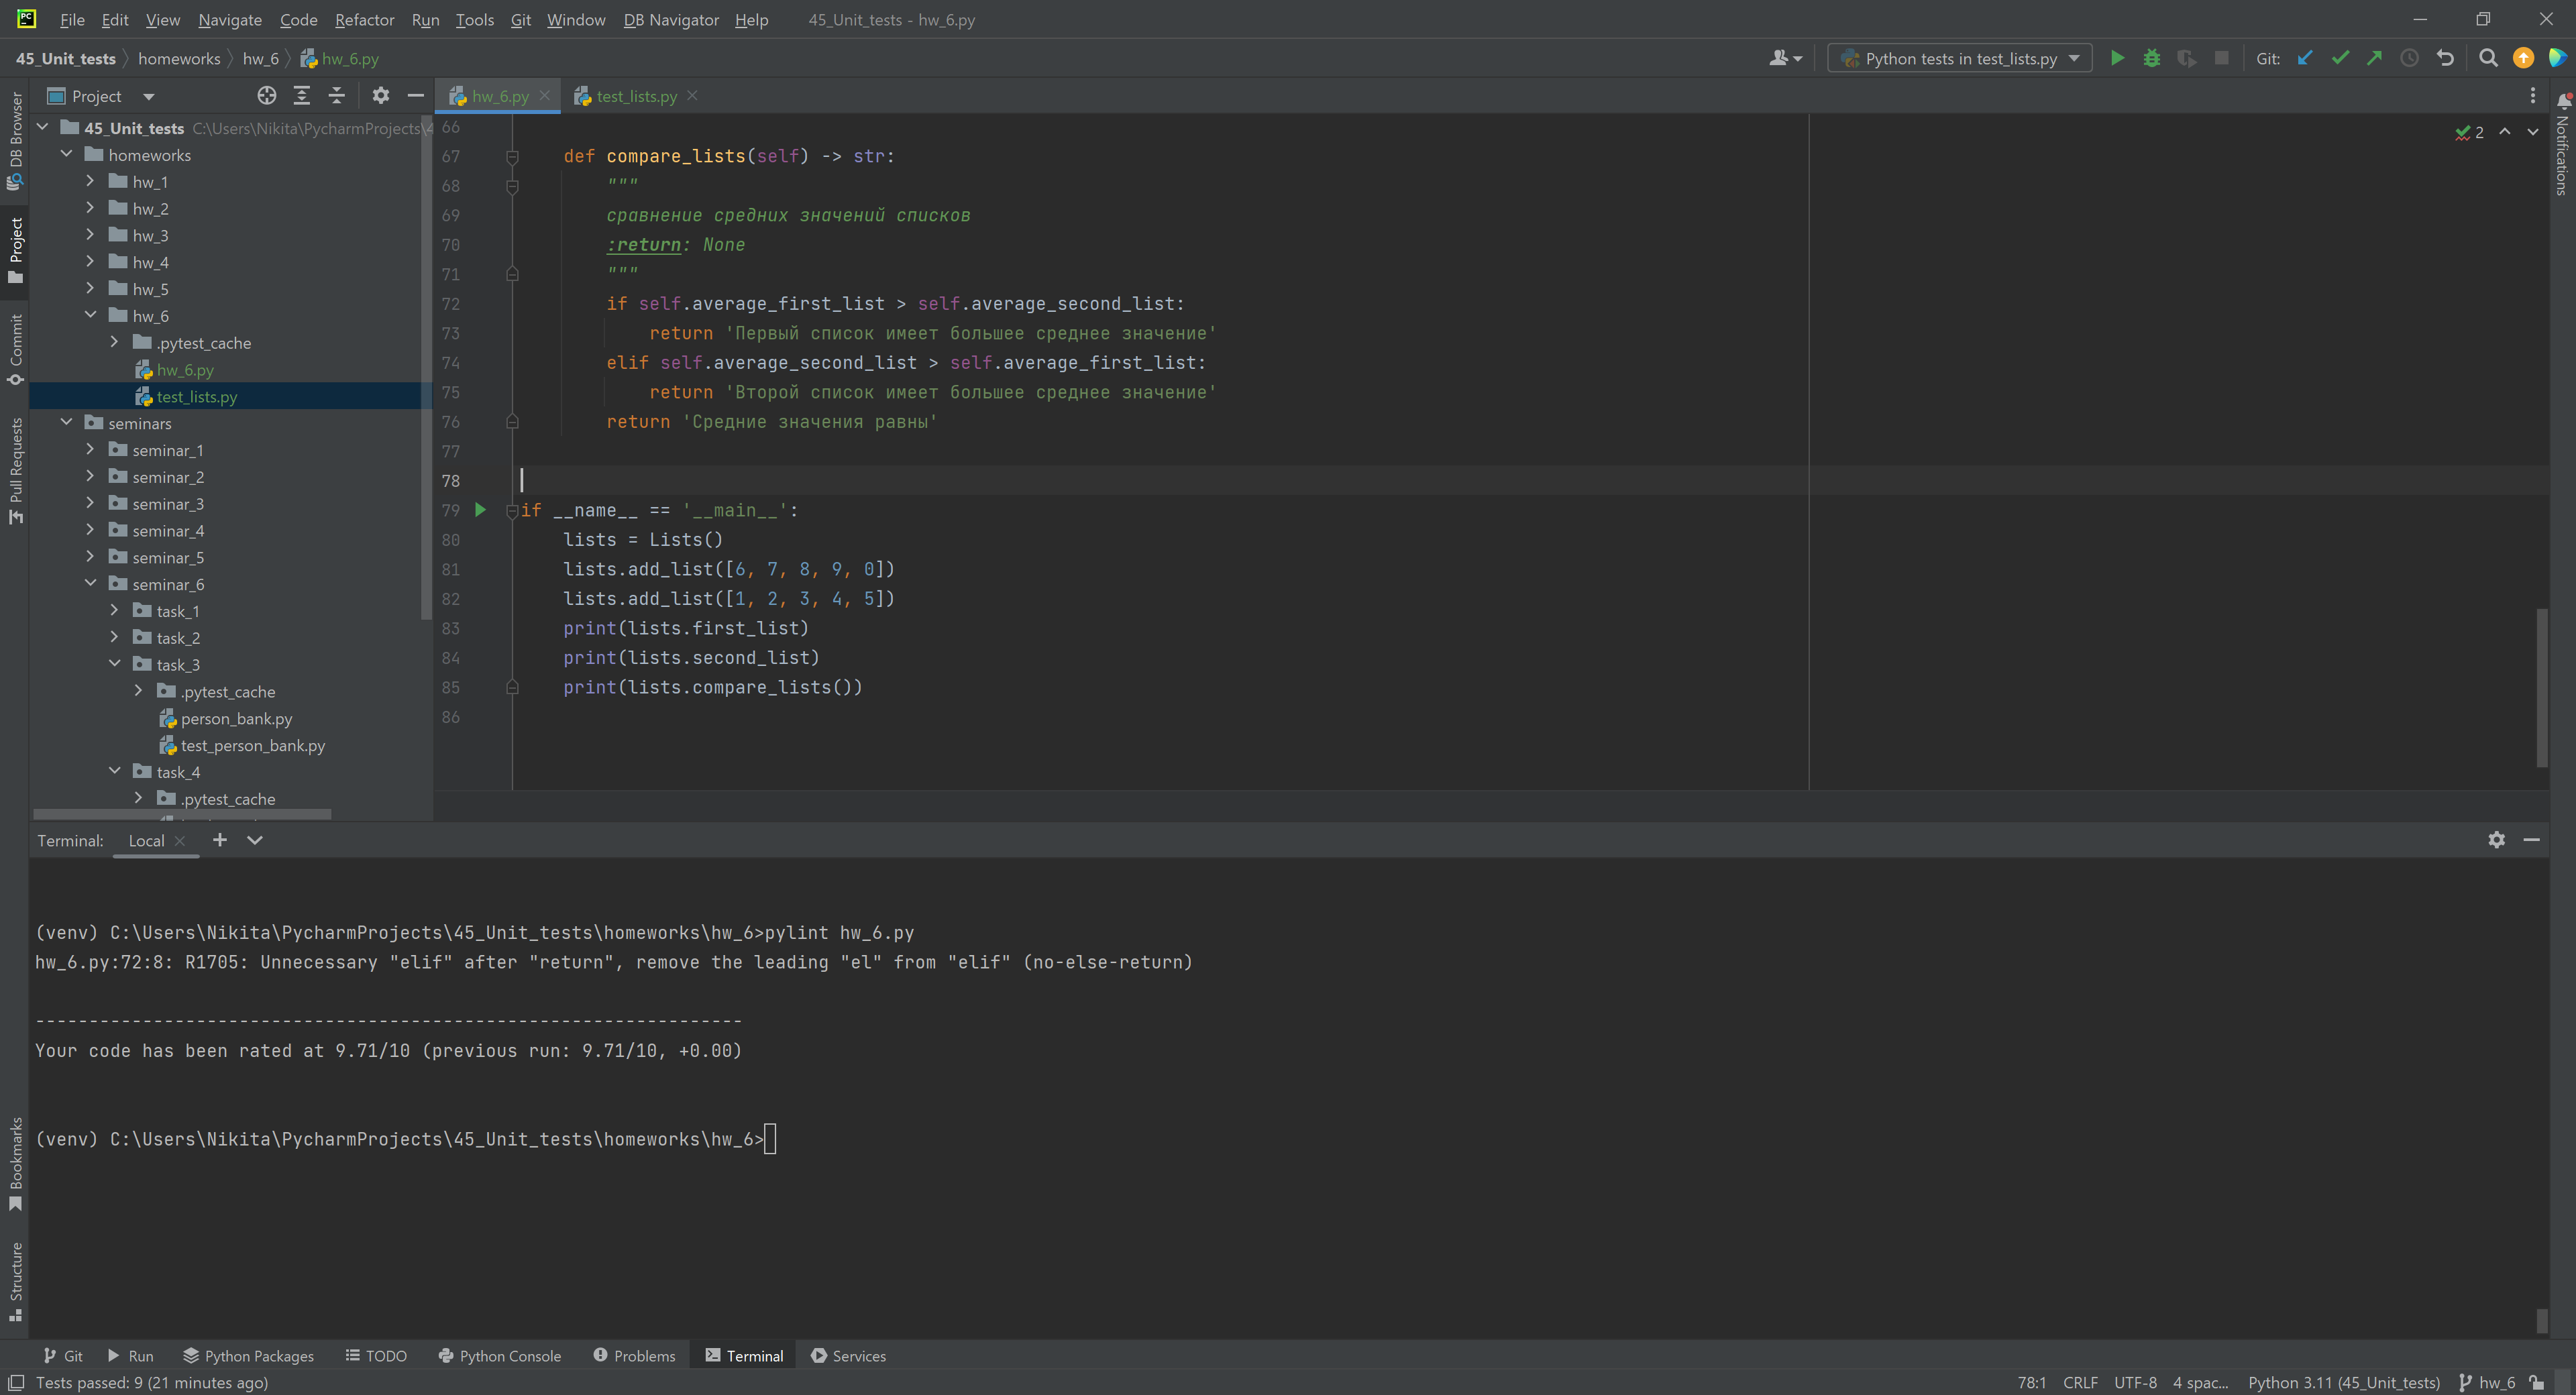 File Edit View Navigate Code Refactor Run Tools Git Window DB Navigator Help 45_Unit_tests - hw_6.py
45_Unit_tests homeworks hw_6 hw_6.py
Python tests in test_lists.py Git:
Project
hw_6.py test_lists.py
DB Browser
Project
Commit
Pull Requests
Bookmarks
Structure
Notifications
45_Unit_tests C:\Users\Nikita\PycharmProjects\4
homeworks
hw_1
hw_2
hw_3
hw_4
hw_5
hw_6
.pytest_cache
hw_6.py
test_lists.py
seminars
seminar_1
seminar_2
seminar_3
seminar_4
seminar_5
seminar_6
task_1
task_2
task_3
.pytest_cache
person_bank.py
test_person_bank.py
task_4
.pytest_cache
2
66
67 def compare_lists(self) -> str:
68 """
69 сравнение средних значений списков
70 :return: None
71 """
72 if self.average_first_list > self.average_second_list:
73 return 'Первый список имеет большее среднее значение'
74 elif self.average_second_list > self.average_first_list:
75 return 'Второй список имеет большее среднее значение'
76 return 'Средние значения равны'
77
78
79 if __name__ == '__main__':
80 lists = Lists()
81 lists.add_list([6, 7, 8, 9, 0])
82 lists.add_list([1, 2, 3, 4, 5])
83 print(lists.first_list)
84 print(lists.second_list)
85 print(lists.compare_lists())
86
Terminal: Local
(venv) C:\Users\Nikita\PycharmProjects\45_Unit_tests\homeworks\hw_6>pylint hw_6.py
hw_6.py:72:8: R1705: Unnecessary "elif" after "return", remove the leading "el" from "elif" (no-else-return)
------------------------------------------------------------------
Your code has been rated at 9.71/10 (previous run: 9.71/10, +0.00)
(venv) C:\Users\Nikita\PycharmProjects\45_Unit_tests\homeworks\hw_6>
Git Run Python Packages TODO Python Console Problems Terminal Services
Tests passed: 9 (21 minutes ago) 78:1 CRLF UTF-8 4 spac... Python 3.11 (45_Unit_tests) hw_6